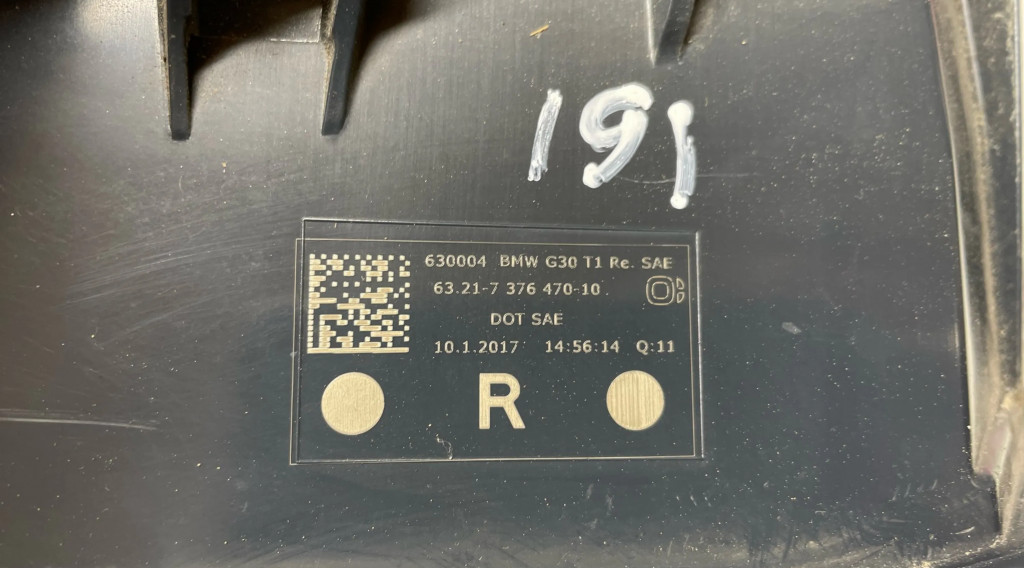 191
630004 BMW G30 T1 Re. SAE
63.21-7 376 470-10
DOT SAE
10.1.2017 14:56:14 Q:11
R